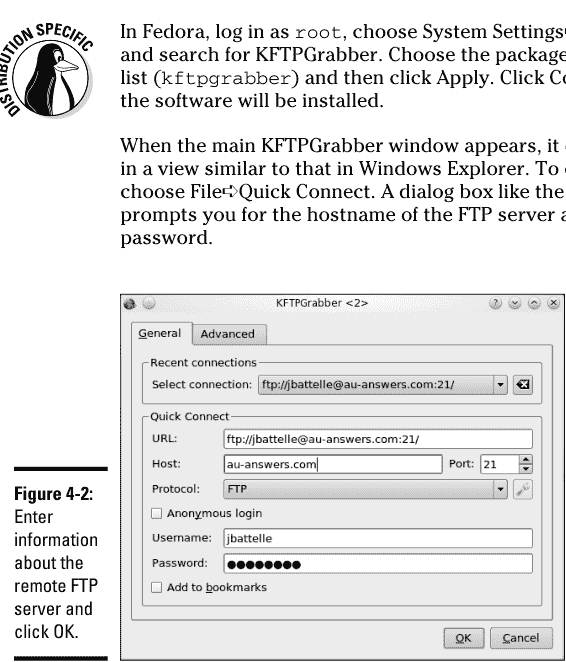 DISTRIBUTION SPECIFIC
In Fedora, log in as root, choose System Settings
and search for KFTPGrabber. Choose the package
list (kftpgrabber) and then click Apply. Click
the software will be installed.
When the main KFTPGrabber window appears, it
in a view similar to that in Windows Explorer. To
choose File➪Quick Connect. A dialog box like the
prompts you for the hostname of the FTP server
password.
KFTPGrabber <2>
General Advanced
Recent connections
Select connection: ftp://jbattelle@au-answers.com:21/
Quick Connect
URL: ftp://jbattelle@au-answers.com:21/
Host: au-answers.com Port: 21
Protocol: FTP
Anonymous login
Username: jbattelle
Password: ●●●●●●●●
Add to bookmarks
OK Cancel
Figure 4-2:
Enter
information
about the
remote FTP
server and
click OK.